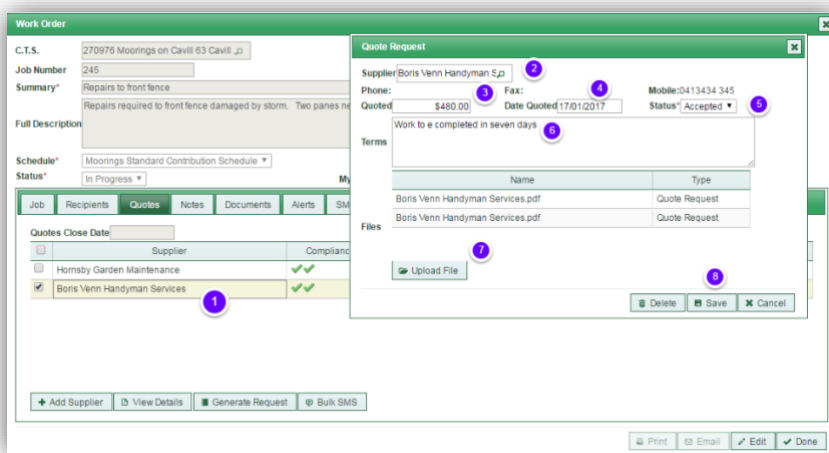 Work Order
C.T.S. 270976 Moorings on Cavill 63 Cavill
Job Number 245
Summary* Repairs to front fence
Full Description Repairs required to front fence damaged by storm. Two panes ne
Schedule* Moorings Standard Contribution Schedule
Status* In Progress My
Job Recipients Quotes Notes Documents Alerts SM
Quotes Close Date
Supplier Complianc
Hornsby Garden Maintenance
Boris Venn Handyman Services 1
Add Supplier View Details Generate Request Bulk SMS
Quote Request
Supplier Boris Venn Handyman S 2
Phone: 3 Fax: 4 Mobile:0413434 345
Quoted $480.00 Date Quoted 17/01/2017 Status* Accepted 5
Terms Work to e completed in seven days 6
Name Type
Boris Venn Handyman Services.pdf Quote Request
Boris Venn Handyman Services.pdf Quote Request
Files
7
Upload File
8
Delete Save Cancel
Print Email Edit Done